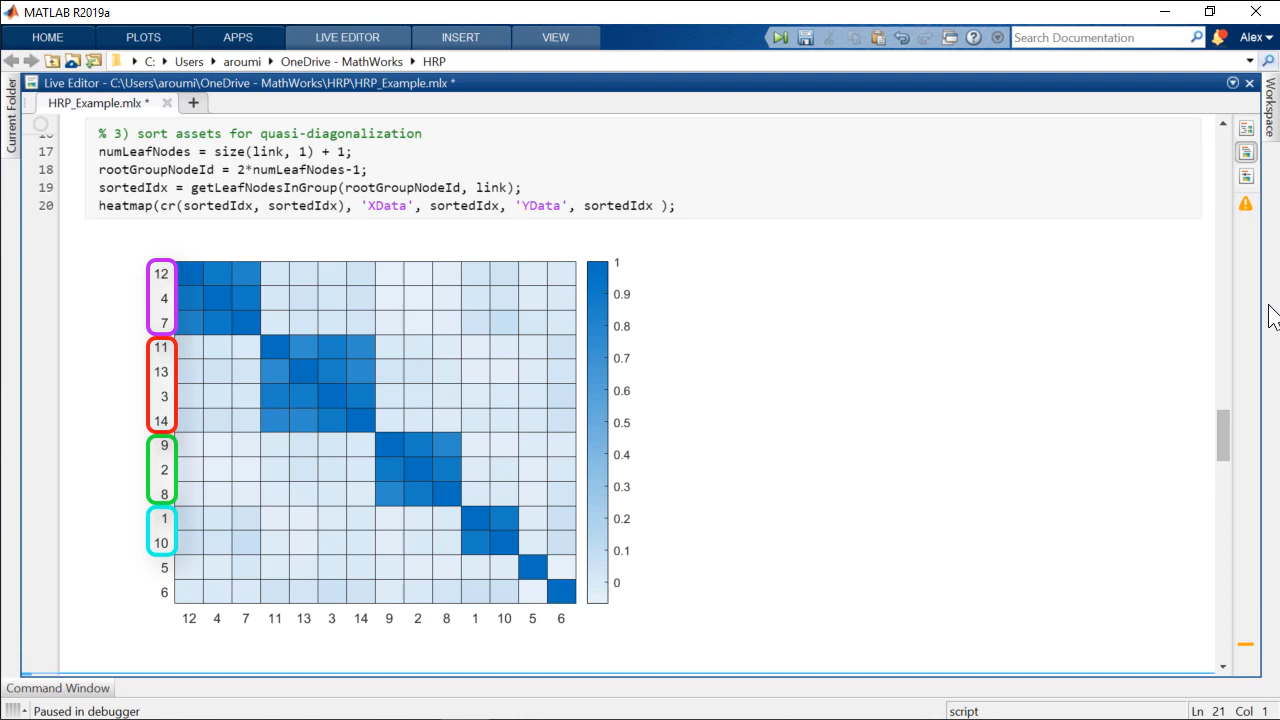 MATLAB R2019a
HOME PLOTS APPS LIVE EDITOR INSERT VIEW Search Documentation Alex
C: Users aroumi OneDrive - MathWorks HRP
Live Editor - C:\Users\aroumi\OneDrive - MathWorks\HRP\HRP_Example.mlx *
HRP_Example.mlx * +
Current Folder
Workspace
% 3) sort assets for quasi-diagonalization
17 numLeafNodes = size(link, 1) + 1;
18 rootGroupNodeId = 2*numLeafNodes-1;
19 sortedIdx = getLeafNodesInGroup(rootGroupNodeId, link);
20 heatmap(cr(sortedIdx, sortedIdx), 'XData', sortedIdx, 'YData', sortedIdx );
12
4
7
11
13
3
14
9
2
8
1
10
5
6
12 4 7 11 13 3 14 9 2 8 1 10 5 6
1
0.9
0.8
0.7
0.6
0.5
0.4
0.3
0.2
0.1
0
Command Window
Paused in debugger script Ln 21 Col 1